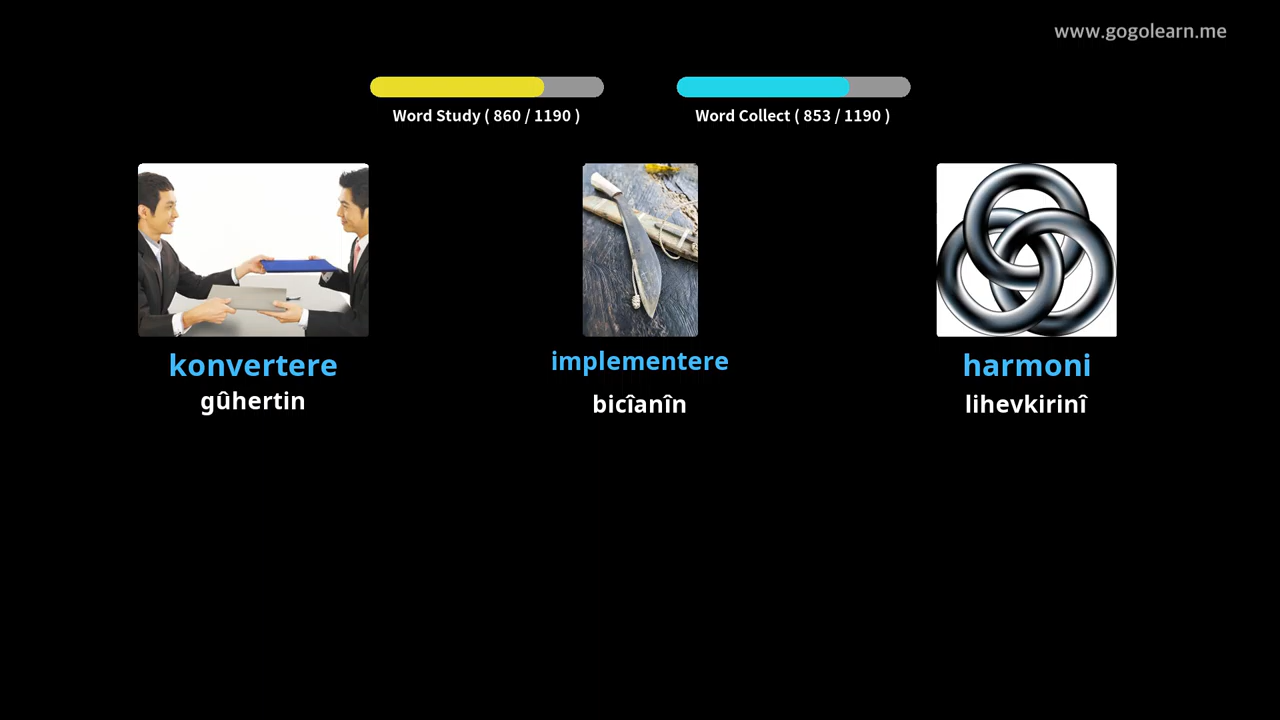 www.gogolearn.me
Word Study ( 860 / 1190 )
Word Collect ( 853 / 1190 )
konvertere
implementere
harmoni
gûhertin
bicîanîn
lihevkirinî